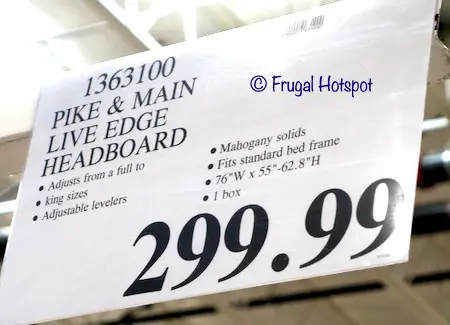 © Frugal Hotspot
1363100
PIKE & MAIN
LIVE EDGE
HEADBOARD
• Adjusts from a full to
• king sizes
• Adjustable levelers
• Mahogany solids
• Fits standard bed frame
• 76"W x 55"-62.8"H
• 1 box
299.99